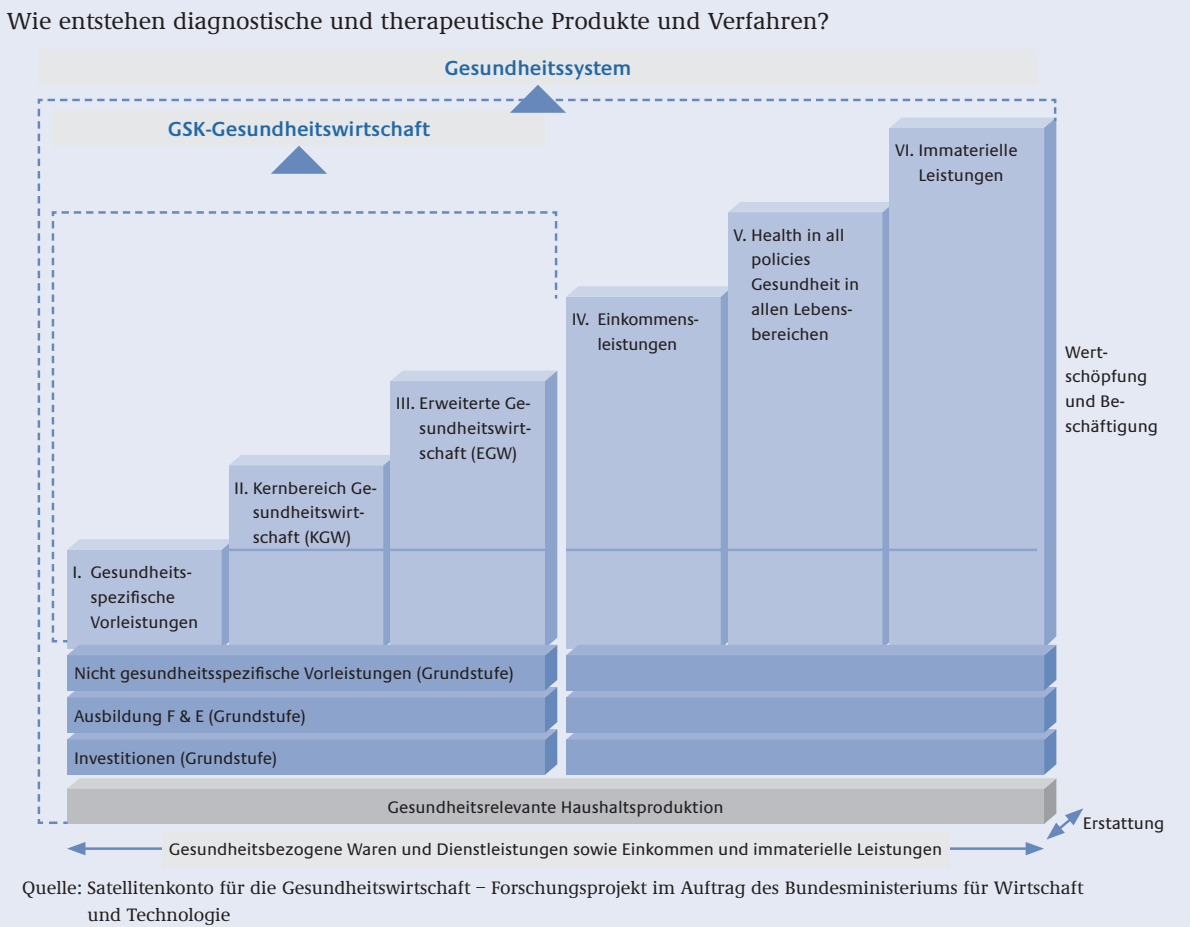 Wie entstehen diagnostische und therapeutische Produkte und Verfahren?
Gesundheitssystem
GSK-Gesundheitswirtschaft
I. Gesundheits-
spezifische
Vorleistungen
II. Kernbereich Ge-
sundheitswirt-
schaft (KGW)
III. Erweiterte Ge-
sundheitswirt-
schaft (EGW)
IV. Einkommens-
leistungen
V. Health in all
policies
Gesundheit in
allen Lebens-
bereichen
VI. Immaterielle
Leistungen
Wert-
schöpfung
und Be-
schäftigung
Nicht gesundheitsspezifische Vorleistungen (Grundstufe)
Ausbildung F & E (Grundstufe)
Investitionen (Grundstufe)
Gesundheitsrelevante Haushaltsproduktion
Erstattung
Gesundheitsbezogene Waren und Dienstleistungen sowie Einkommen und immaterielle Leistungen
Quelle: Satellitenkonto für die Gesundheitswirtschaft – Forschungsprojekt im Auftrag des Bundesministeriums für Wirtschaft
und Technologie